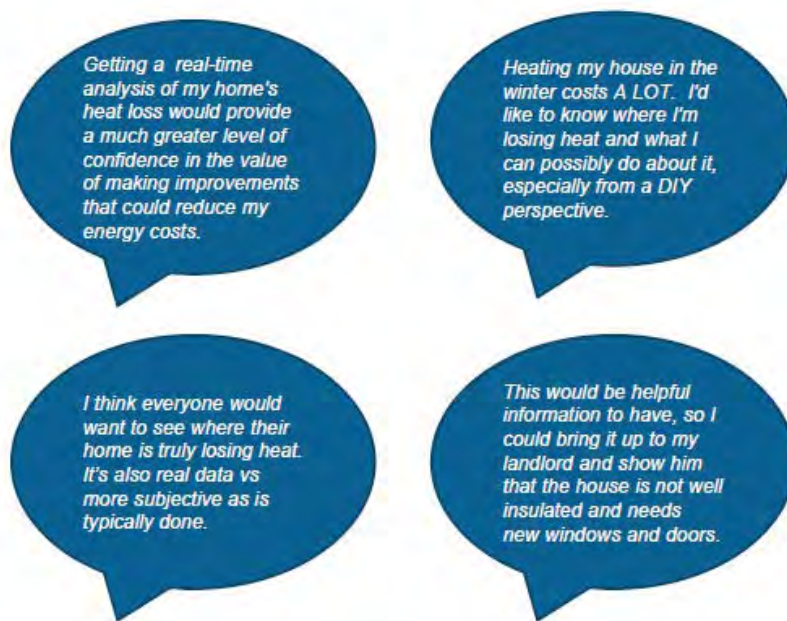 Getting a real-time
analysis of my home's
heat loss would provide
a much greater level of
confidence in the value
of making improvements
that could reduce my
energy costs.
Heating my house in the
winter costs A LOT. I'd
like to know where I'm
losing heat and what I
can possibly do about it,
especially from a DIY
perspective.
I think everyone would
want to see where their
home is truly losing heat.
It's also real data vs
more subjective as is
typically done.
This would be helpful
information to have, so I
could bring it up to my
landlord and show him
that the house is not well
insulated and needs
new windows and doors.